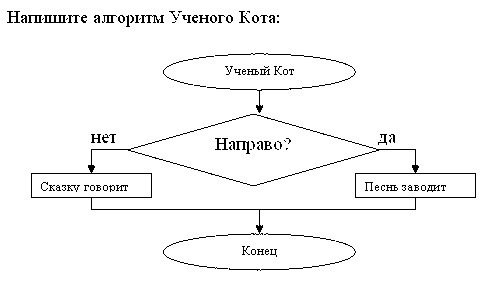 Напишите алгоритм Ученого Кота:
Ученый Кот
нет
да
Направо?
Сказку говорит
Песнь заводит
Конец